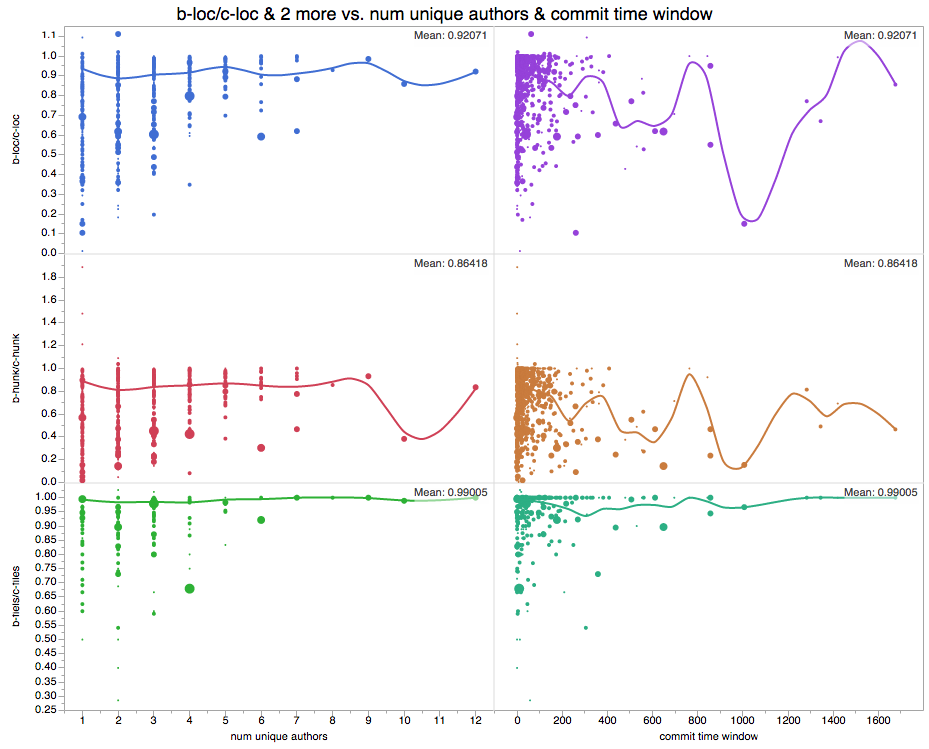 b-loc/c-loc & 2 more vs. num unique authors & commit time window
b-loc/c-loc
1.1
1.0
0.9
0.8
0.7
0.6
0.5
0.4
0.3
0.2
0.1
0.0
Mean: 0.92071
Mean: 0.92071
b-hunk/c-hunk
1.8
1.6
1.4
1.2
1.0
0.8
0.6
0.4
0.2
0.0
Mean: 0.86418
Mean: 0.86418
b-fiels/c-files
1.00
0.95
0.90
0.85
0.80
0.75
0.70
0.65
0.60
0.55
0.50
0.45
0.40
0.35
0.30
0.25
Mean: 0.99005
Mean: 0.99005
1 2 3 4 5 6 7 8 9 10 11 12
0 200 400 600 800 1000 1200 1400 1600
num unique authors
commit time window